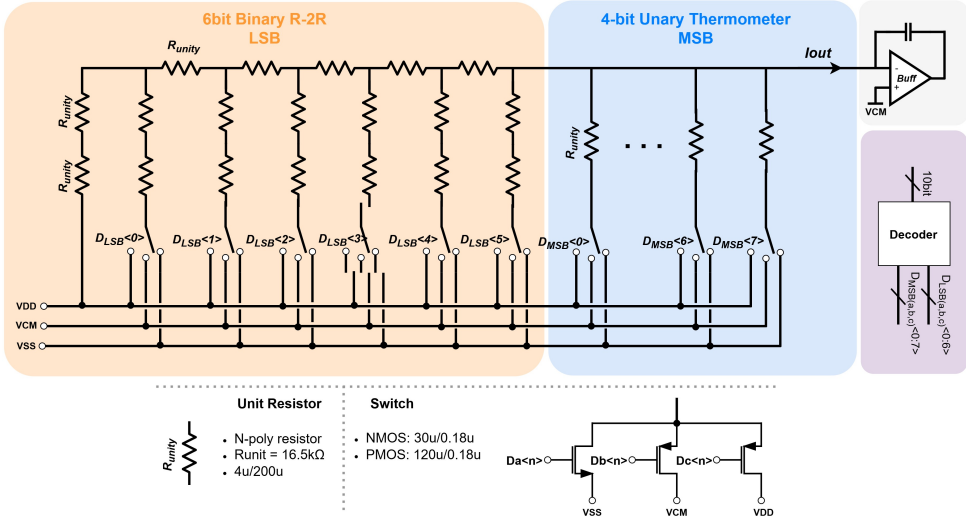 6bit Binary R-2R
LSB
4-bit Unary Thermometer
MSB
Runity
Iout
Buff
-
+
VCM
Runity
Runity
Runity
. . .
DLSB<0>
DLSB<1>
DLSB<2>
DLSB<3>
DLSB<4>
DLSB<5>
DMSB<0>
DMSB<6>
DMSB<7>
VDD
VCM
VSS
10bit
Decoder
DMSB(a,b,c)<0:7>
DLSB(a,b,c)<0:6>
Unit Resistor
Runity
• N-poly resistor
• Runit = 16.5kΩ
• 4u/200u
Switch
• NMOS: 30u/0.18u
• PMOS: 120u/0.18u
Da<n>
Db<n>
Dc<n>
VSS
VCM
VDD